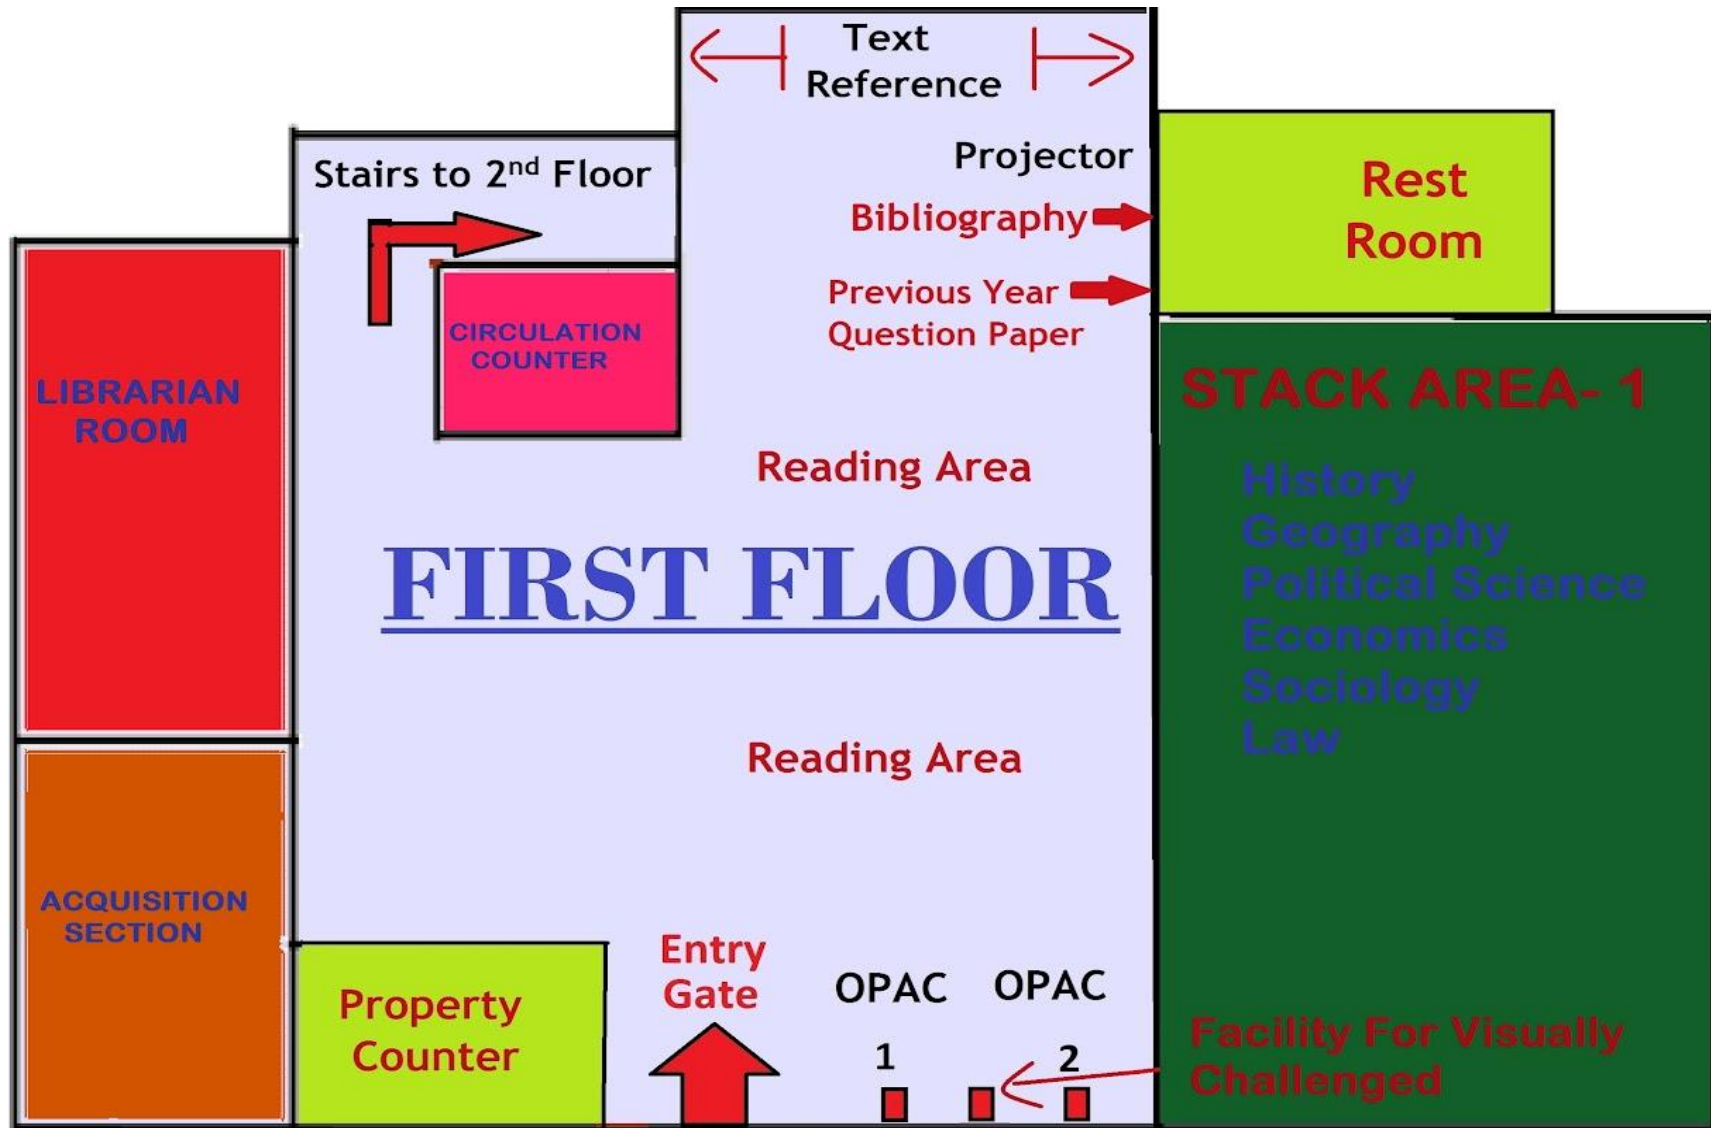 Text
Reference
Projector
Stairs to 2nd Floor
Bibliography
Rest
Room
Previous Year
Question Paper
CIRCULATION
COUNTER
LIBRARIAN
ROOM
STACK AREA- 1
Reading Area
History
Geography
Political Science
Economics
Sociology
Law
FIRST FLOOR
Reading Area
ACQUISITION
SECTION
Property
Counter
Entry
Gate
OPAC
1
OPAC
2
Facility For Visually
Challenged